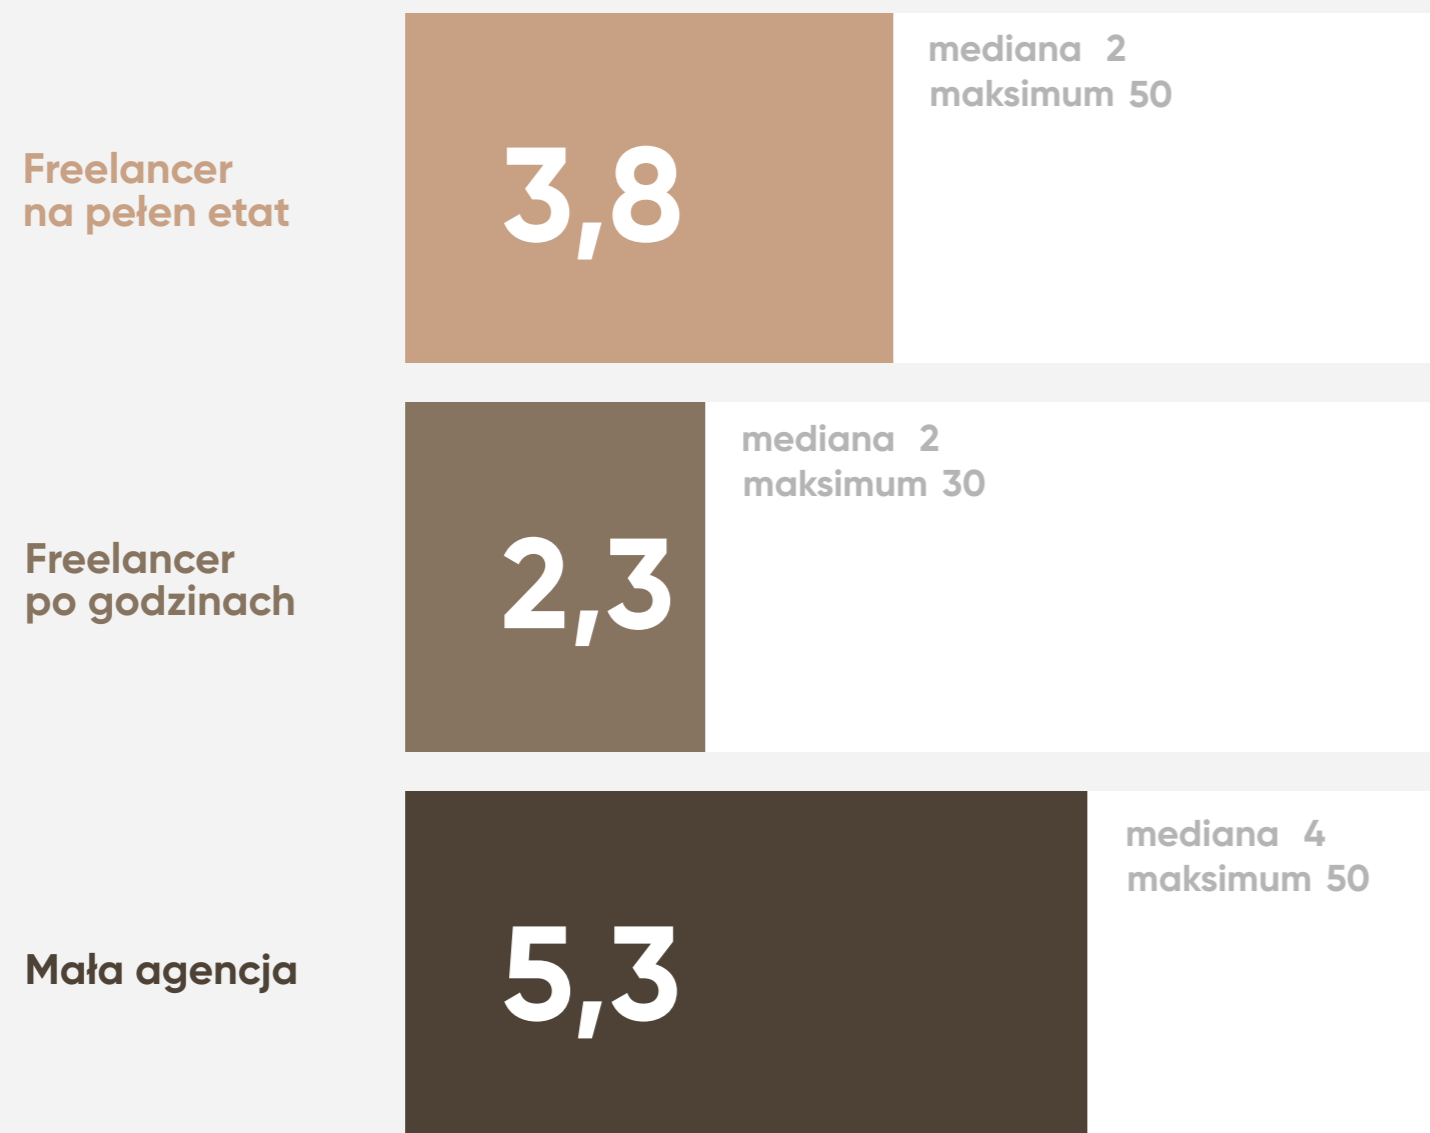 mediana 2
maksimum 50
Freelancer
na pełen etat
3,8
mediana 2
maksimum 30
Freelancer
po godzinach
2,3
mediana 4
maksimum 50
Mała agencja
5,3